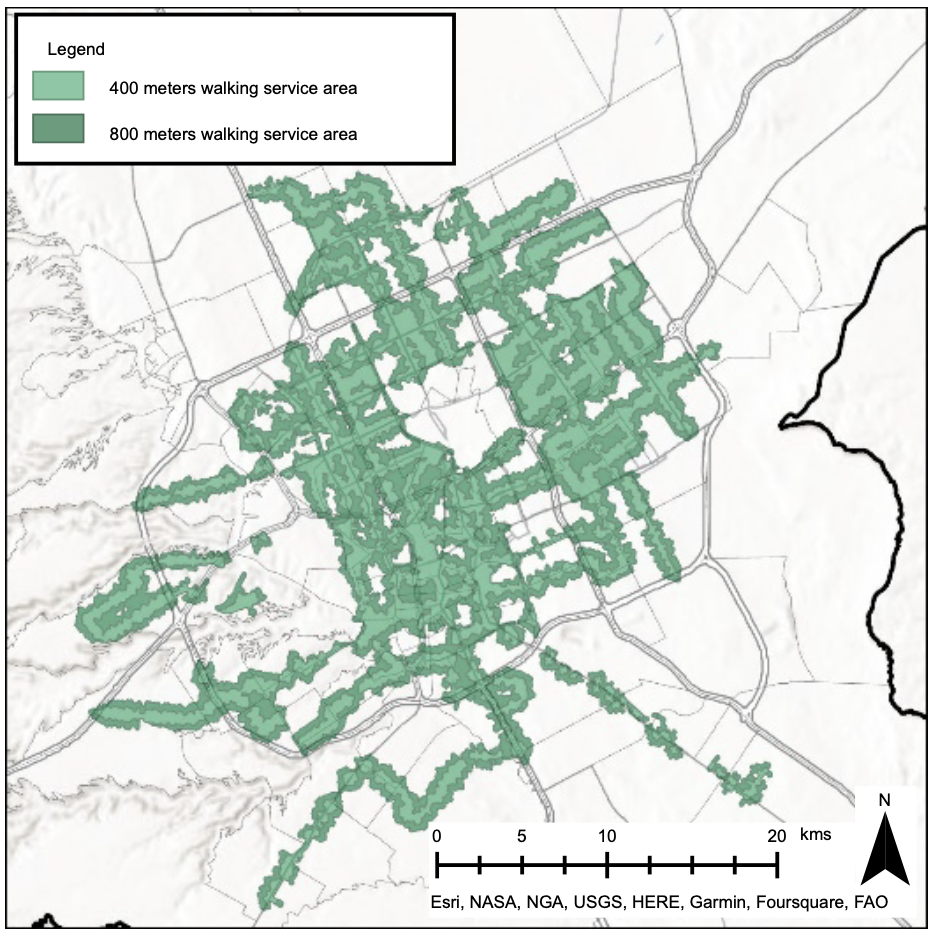 Legend
400 meters walking service area
800 meters walking service area
N
0 5 10 20 kms
Esri, NASA, NGA, USGS, HERE, Garmin, Foursquare, FAO